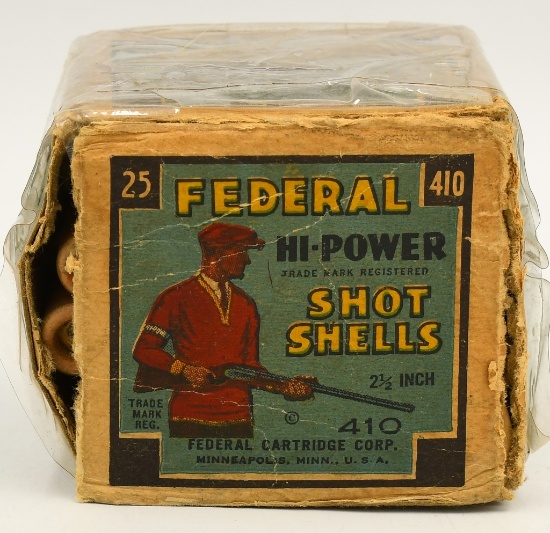 25 FEDERAL 410
HI-POWER
TRADE MARK REGISTERED
SHOT
SHELLS
2½ INCH
TRADE
MARK
REG.
© 410
FEDERAL CARTRIDGE CORP.
MINNEAPOLIS, MINN., U.S.A.